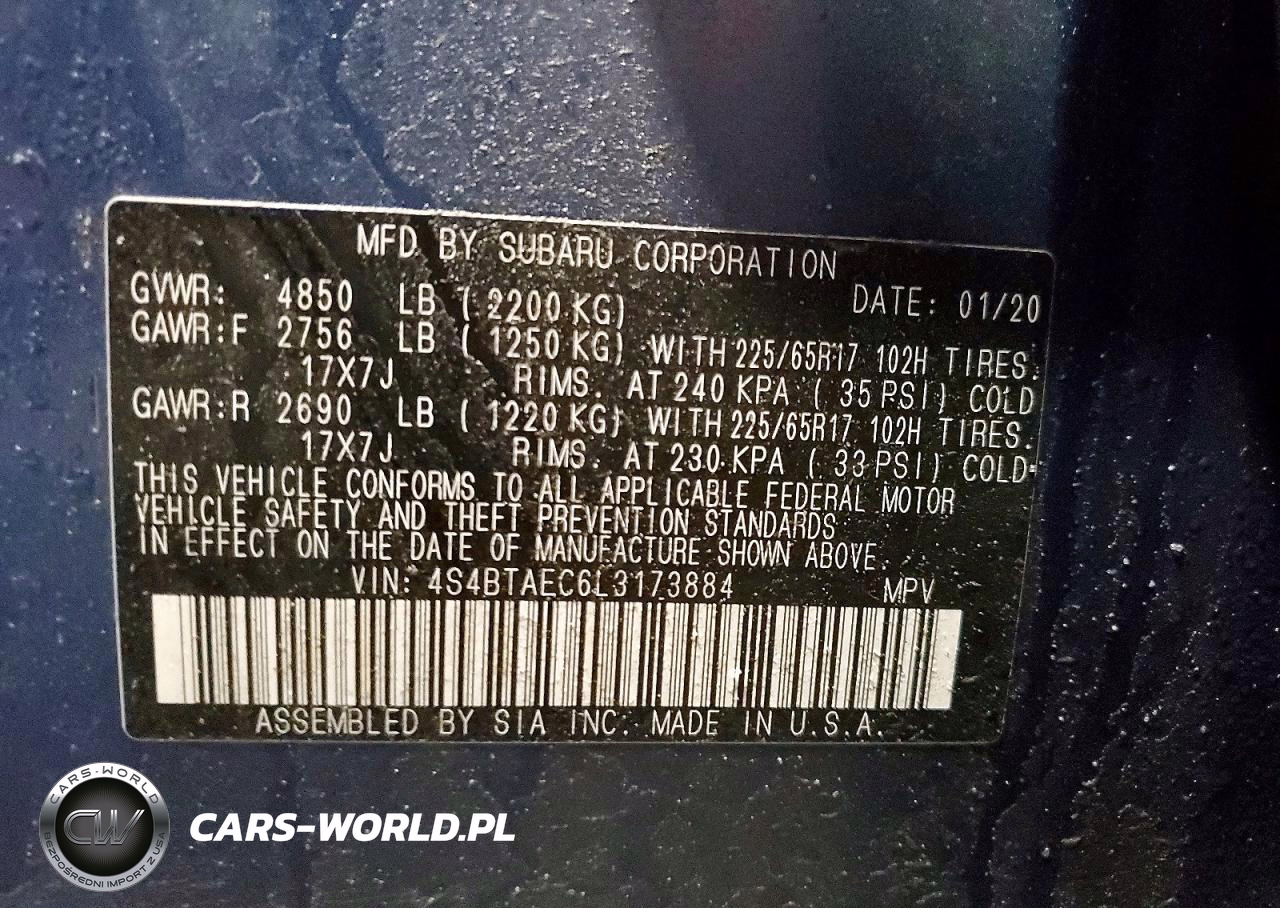 MFD BY SUBARU CORPORATION
GVWR: 4850 LB ( 2200 KG) DATE: 01/20
GAWR:F 2756 LB ( 1250 KG) WITH 225/65R17 102H TIRES.
17X7J RIMS. AT 240 KPA ( 35 PSI) COLD
GAWR:R 2690 LB ( 1220 KG) WITH 225/65R17 102H TIRES.
17X7J RIMS. AT 230 KPA ( 33 PSI) COLD.
THIS VEHICLE CONFORMS TO ALL APPLICABLE FEDERAL MOTOR
VEHICLE SAFETY AND THEFT PREVENTION STANDARDS
IN EFFECT ON THE DATE OF MANUFACTURE SHOWN ABOVE.
VIN: 4S4BTAEC6L3173884 MPV
ASSEMBLED BY SIA INC. MADE IN U.S.A.
CARS-WORLD
CW
BEZPOŚREDNI IMPORT Z USA
CARS-WORLD.PL